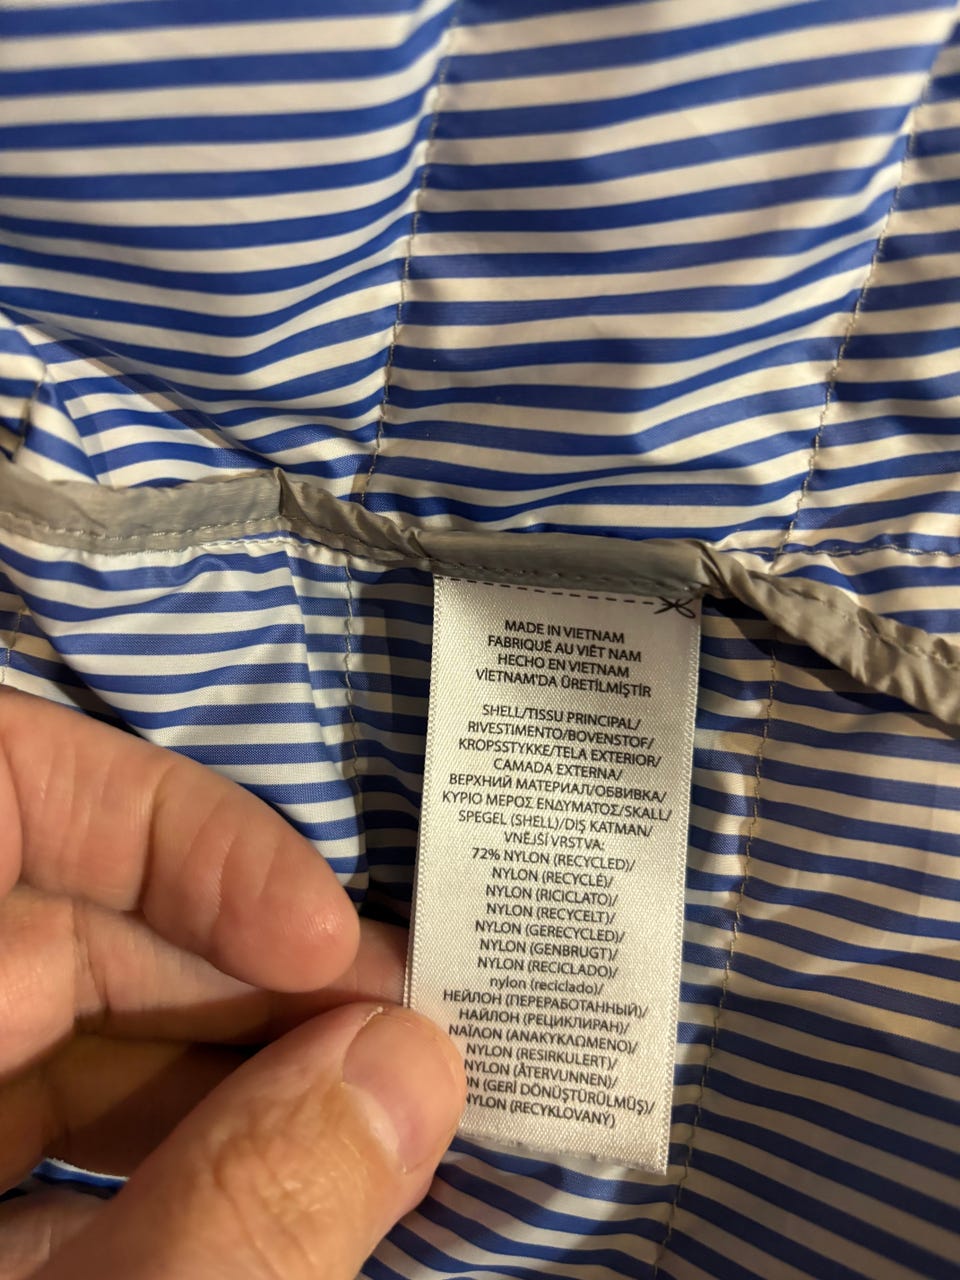 MADE IN VIETNAM
FABRIQUÉ AU VIÊT NAM
HECHO EN VIETNAM
VİETNAM'DA ÜRETİLMİŞTİR
SHELL/TISSU PRINCIPAL/
RIVESTIMENTO/BOVENSTOF/
KROPSSTYKKE/TELA EXTERIOR/
CAMADA EXTERNA/
ВЕРХНИЙ МАТЕРИАЛ/ОБВИВКА/
ΚΥΡΙΟ ΜΕΡΟΣ ΕΝΔΥΜΑΤΟΣ/SKALL/
SPEGEL (SHELL)/DIŞ KATMAN/
VNĚJŠÍ VRSTVA:
72% NYLON (RECYCLED)/
NYLON (RECYCLÉ)/
NYLON (RICICLATO)/
NYLON (RECYCELT)/
NYLON (GERECYCLED)/
NYLON (GENBRUGT)/
NYLON (RECICLADO)/
nylon (reciclado)/
НЕЙЛОН (ПЕРЕРАБОТАННЫЙ)/
НАЙЛОН (РЕЦИКЛИРАН)/
ΝΑΪΛΟΝ (ΑΝΑΚΥΚΛΩΜΕΝΟ)/
NYLON (RESIRKULERT)/
NYLON (ÅTERVUNNEN)/
ON (GERİ DÖNÜŞTÜRÜLMÜŞ)/
NYLON (RECYKLOVANÝ)